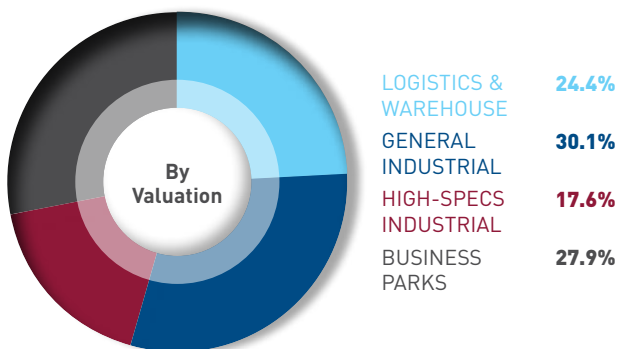 By
Valuation
LOGISTICS & 24.4%
WAREHOUSE
GENERAL 30.1%
INDUSTRIAL
HIGH-SPECS 17.6%
INDUSTRIAL
BUSINESS 27.9%
PARKS